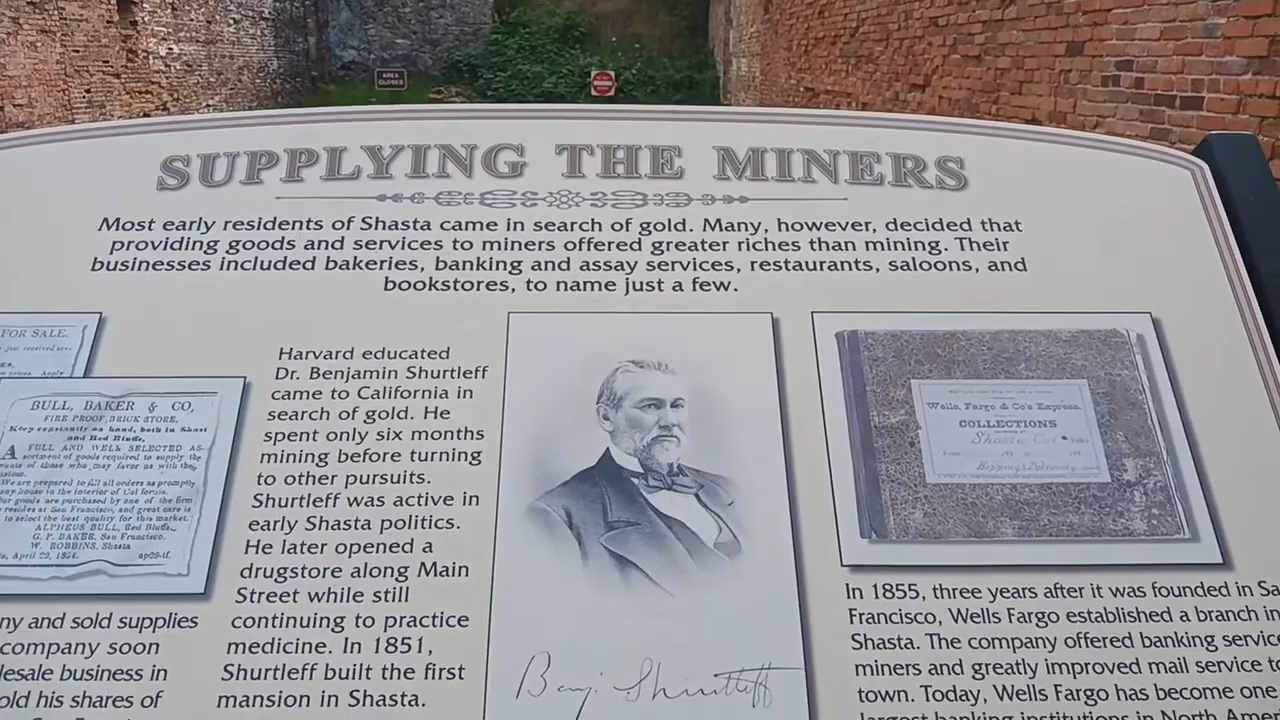 AREA
CLOSED
SUPPLYING THE MINERS
Most early residents of Shasta came in search of gold. Many, however, decided that
providing goods and services to miners offered greater riches than mining. Their
businesses included bakeries, banking and assay services, restaurants, saloons, and
bookstores, to name just a few.
FOR SALE.
just received
Apply
BULL, BAKER & CO,
FIRE PROOF, BRICK STORE,
Keep constantly on hand, both in Shasta
and Red Bluffs,
A FULL AND WELL SELECTED AS-
sortment of goods required to supply the
wants of those who may favor us with their
custom.
We are prepared to fill all orders as promptly
any house in the interior of California.
Our goods are purchased by one of the firm
resides at San Francisco, and great care is
to select the best quality for this market.
ALPHEUS BULL, Red Bluffs.
G. P. BAKER, San Francisco.
W. ROBBINS, Shasta
April 29, 1854. ap29-tf.
ny and sold supplies
company soon
lesale business in
old his shares of
Harvard educated
Dr. Benjamin Shurtleff
came to California in
search of gold. He
spent only six months
mining before turning
to other pursuits.
Shurtleff was active in
early Shasta politics.
He later opened a
drugstore along Main
Street while still
continuing to practice
medicine. In 1851,
Shurtleff built the first
mansion in Shasta.
Benj. Shurtleff
Wells, Fargo & Co's Express.
COLLECTIONS
Shasta Cal
In 1855, three years after it was founded in Sa
Francisco, Wells Fargo established a branch in
Shasta. The company offered banking service
miners and greatly improved mail service to
town. Today, Wells Fargo has become one
largest banking institutions in North Amer